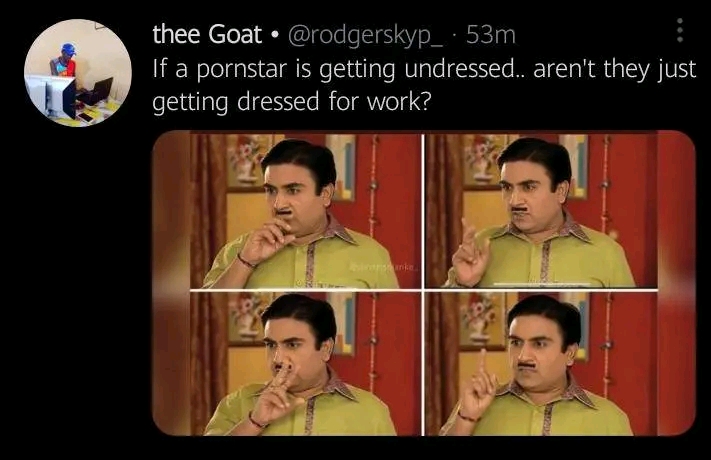 thee Goat • @rodgerskyp_ · 53m
If a pornstar is getting undressed.. aren't they just
getting dressed for work?